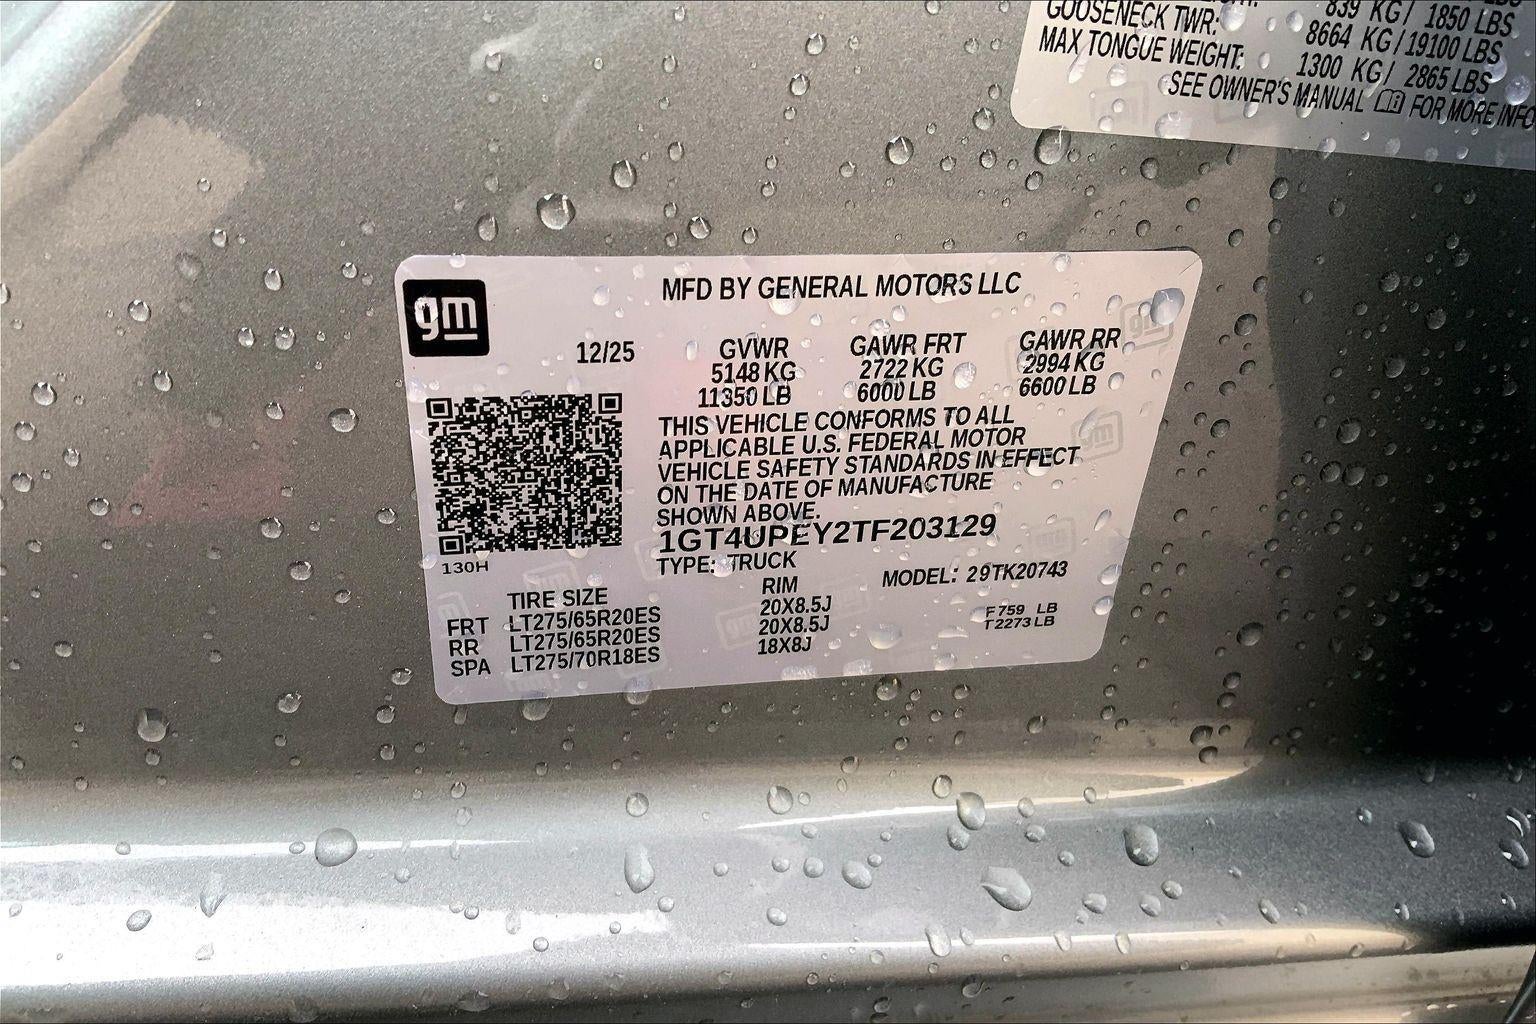 839 KG/ 1850 LBS
GOOSENECK TWR: 8664 KG/19100 LBS
MAX TONGUE WEIGHT: 1300 KG/ 2865 LBS
SEE OWNER'S MANUAL FOR MORE INFO
gm
MFD BY GENERAL MOTORS LLC
12/25
GVWR GAWR FRT GAWR RR
5148 KG 2722 KG 2994 KG
11350 LB 6000 LB 6600 LB
THIS VEHICLE CONFORMS TO ALL
APPLICABLE U.S. FEDERAL MOTOR
VEHICLE SAFETY STANDARDS IN EFFECT
ON THE DATE OF MANUFACTURE
SHOWN ABOVE.
1GT4UPEY2TF203129
TYPE: TRUCK
MODEL: 29TK20743
130H
TIRE SIZE RIM
FRT LT275/65R20ES 20X8.5J
RR LT275/65R20ES 20X8.5J
SPA LT275/70R18ES 18X8J
F 759 LB
T 2273 LB